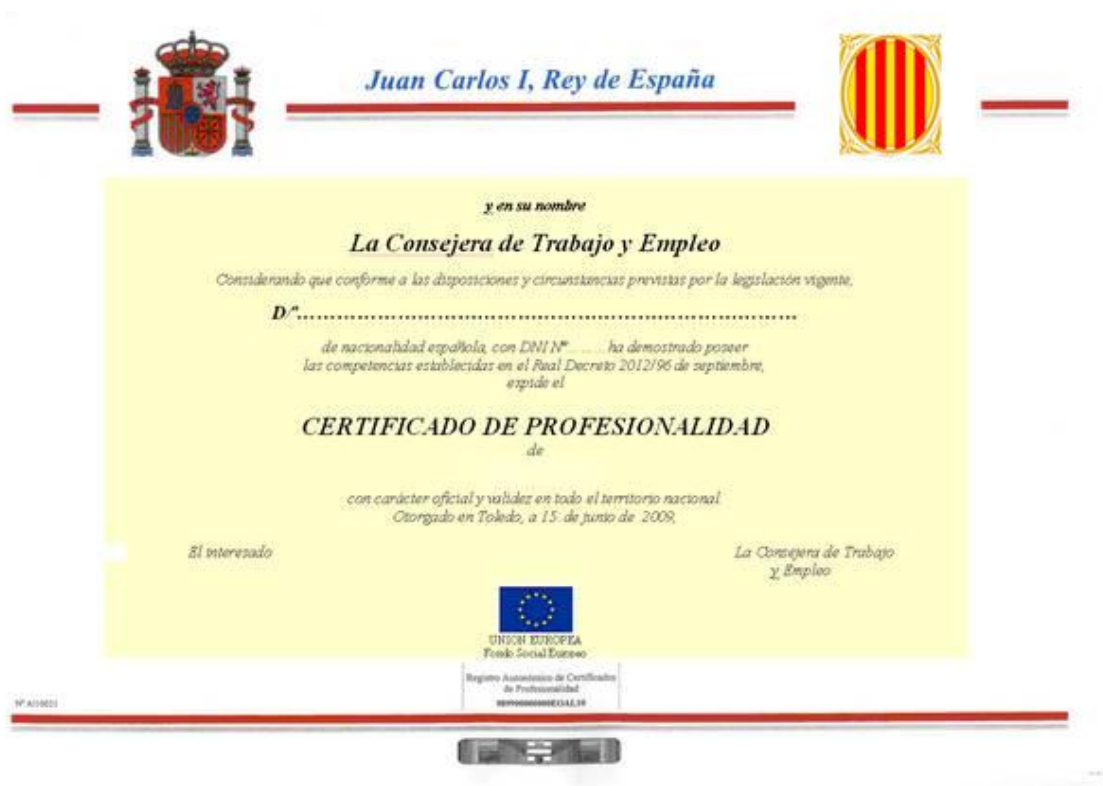 Juan Carlos I, Rey de España
y en su nombre
La Consejera de Trabajo y Empleo
Considerando que conforme a las disposiciones y circunstancias previstas por la legislación vigente,
D/ª..............................................................................
de nacionalidad española, con DNI Nº......... ha demostrado poseer
las competencias establecidas en el Real Decreto 2012/96 de septiembre,
expide el
CERTIFICADO DE PROFESIONALIDAD
de
con carácter oficial y validez en todo el territorio nacional.
Otorgado en Toledo, a 15 de junio de 2009,
El interesado
La Consejera de Trabajo
y Empleo
UNION EUROPEA
Fondo Social Europeo
Registro Autonómico de Certificados
de Profesionalidad